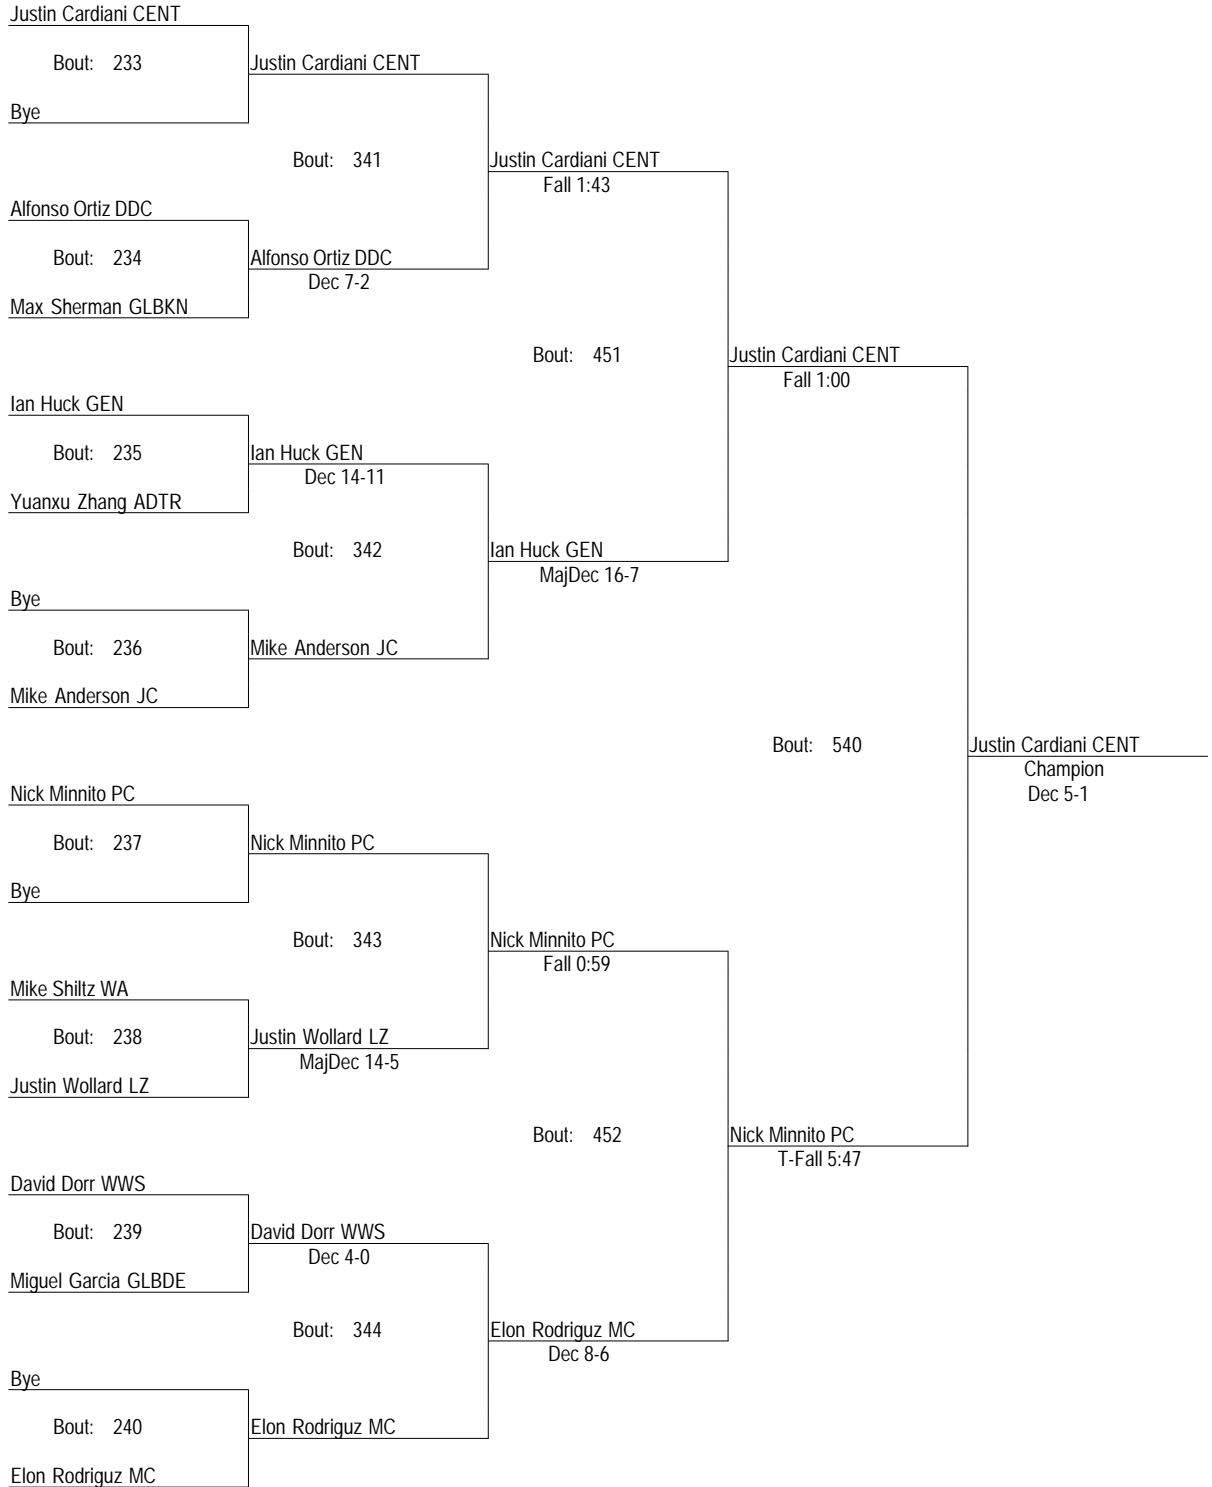 Justin Cardiani CENT
Bout: 233
Justin Cardiani CENT
Bye
Bout: 341
Justin Cardiani CENT
Fall 1:43
Alfonso Ortiz DDC
Bout: 234
Alfonso Ortiz DDC
Dec 7-2
Max Sherman GLBKN
Bout: 451
Justin Cardiani CENT
Fall 1:00
Ian Huck GEN
Bout: 235
Ian Huck GEN
Dec 14-11
Yuanxu Zhang ADTR
Bout: 342
Ian Huck GEN
MajDec 16-7
Bye
Bout: 236
Mike Anderson JC
Mike Anderson JC
Bout: 540
Justin Cardiani CENT
Champion
Dec 5-1
Nick Minnito PC
Bout: 237
Nick Minnito PC
Bye
Bout: 343
Nick Minnito PC
Fall 0:59
Mike Shiltz WA
Bout: 238
Justin Wollard LZ
MajDec 14-5
Justin Wollard LZ
Bout: 452
Nick Minnito PC
T-Fall 5:47
David Dorr WWS
Bout: 239
David Dorr WWS
Dec 4-0
Miguel Garcia GLBDE
Bout: 344
Elon Rodriguz MC
Dec 8-6
Bye
Bout: 240
Elon Rodriguz MC
Elon Rodriguz MC